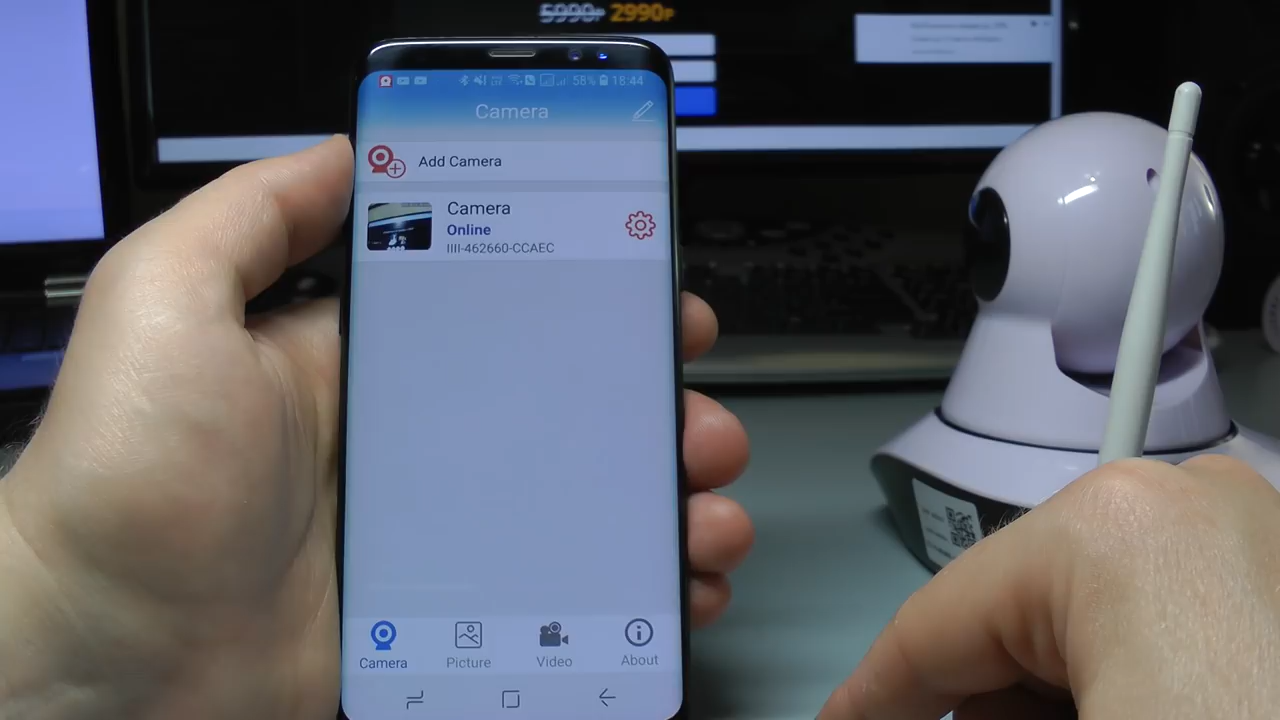 5990₽ 2990₽
58% 18:44
Camera
Add Camera
Camera
Online
IIII-462660-CCAEC
Camera
Picture
Video
About